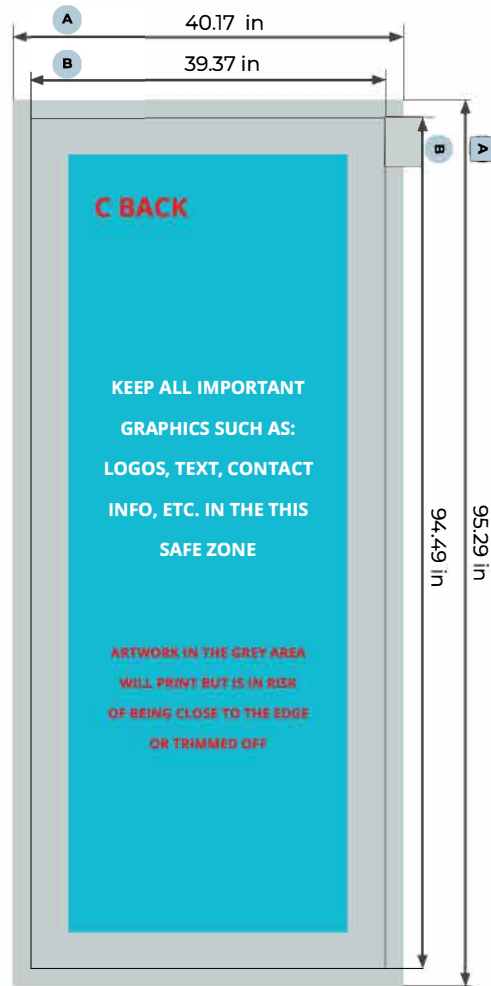 A
40.17 in
B
39.37 in
B
A
C BACK
KEEP ALL IMPORTANT
GRAPHICS SUCH AS:
LOGOS, TEXT, CONTACT
INFO, ETC. IN THE THIS
SAFE ZONE
94.49 in
95.29 in
ARTWORK IN THE GREY AREA
WILL PRINT BUT IS IN RISK
OF BEING CLOSE TO THE EDGE
OR TRIMMED OFF